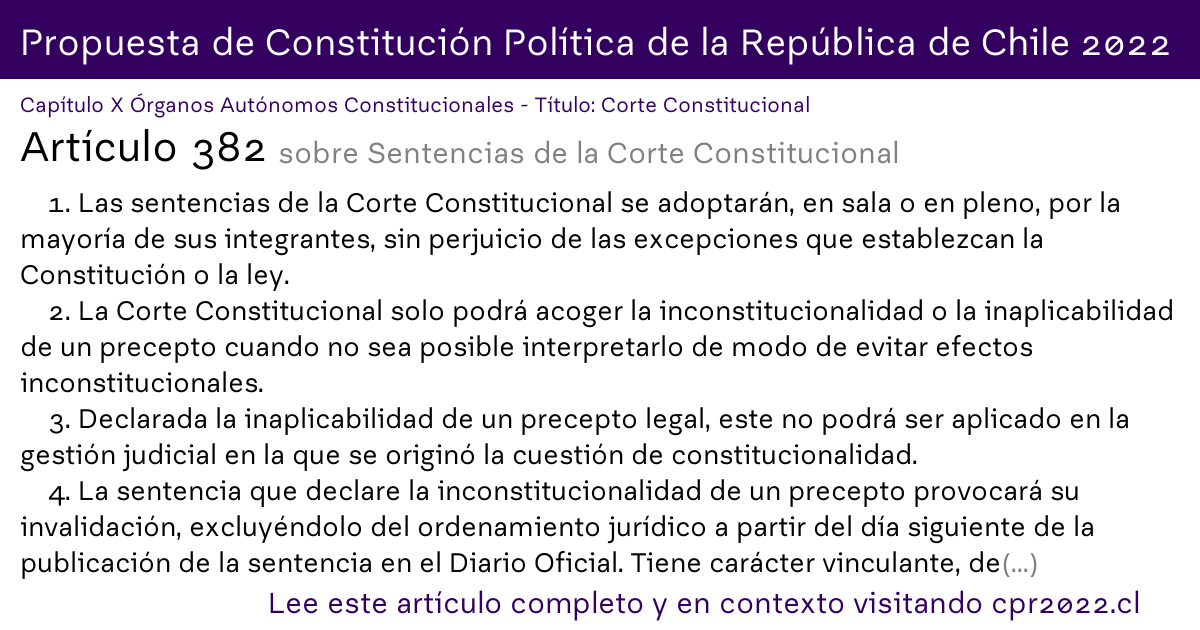 Propuesta de Constitución Política de la República de Chile 2022
Capítulo X Órganos Autónomos Constitucionales - Título: Corte Constitucional
Artículo 382 sobre Sentencias de la Corte Constitucional
1. Las sentencias de la Corte Constitucional se adoptarán, en sala o en pleno, por la
mayoría de sus integrantes, sin perjuicio de las excepciones que establezcan la
Constitución o la ley.
2. La Corte Constitucional solo podrá acoger la inconstitucionalidad o la inaplicabilidad
de un precepto cuando no sea posible interpretarlo de modo de evitar efectos
inconstitucionales.
3. Declarada la inaplicabilidad de un precepto legal, este no podrá ser aplicado en la
gestión judicial en la que se originó la cuestión de constitucionalidad.
4. La sentencia que declare la inconstitucionalidad de un precepto provocará su
invalidación, excluyéndolo del ordenamiento jurídico a partir del día siguiente de la
publicación de la sentencia en el Diario Oficial. Tiene carácter vinculante, de(...)
Lee este artículo completo y en contexto visitando cpr2022.cl